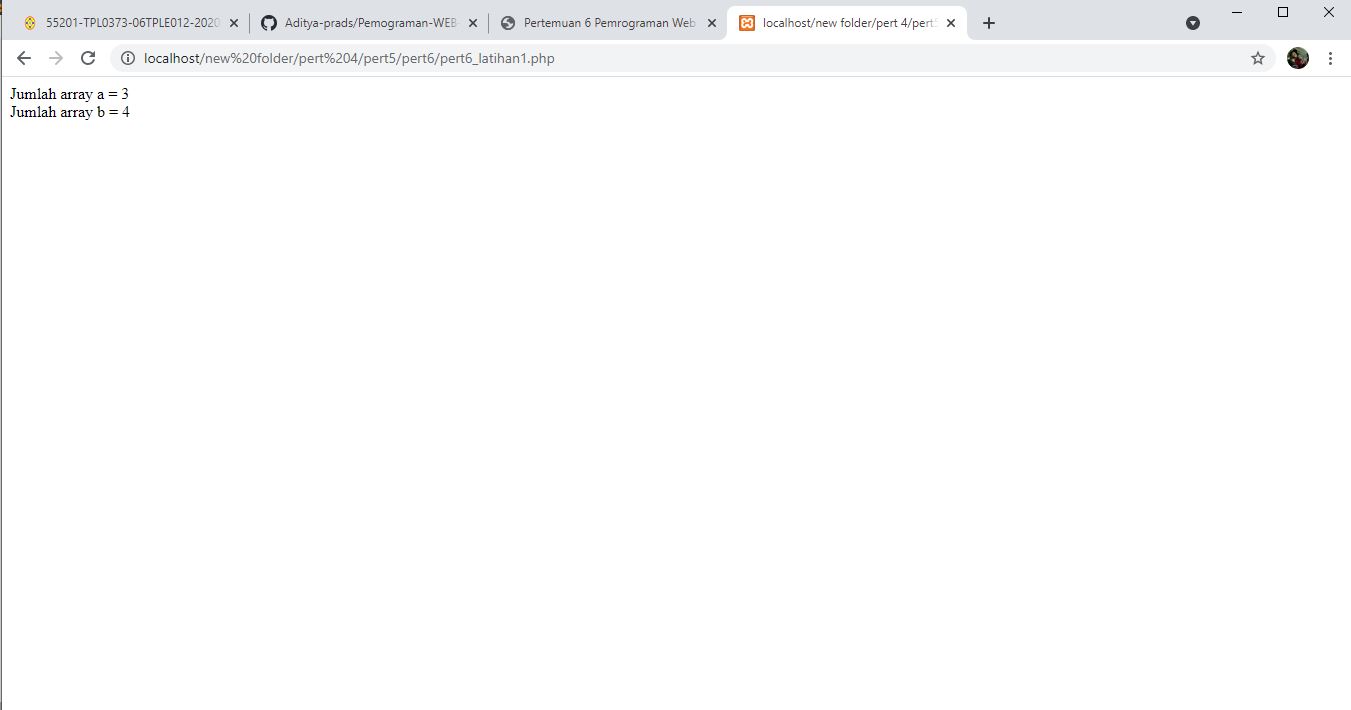 55201-TPL0373-06TPLE012-2020
Aditya-prads/Pemograman-WEB-
Pertemuan 6 Pemrograman Web
localhost/new folder/pert 4/pert5
localhost/new%20folder/pert%204/pert5/pert6/pert6_latihan1.php
Jumlah array a = 3
Jumlah array b = 4